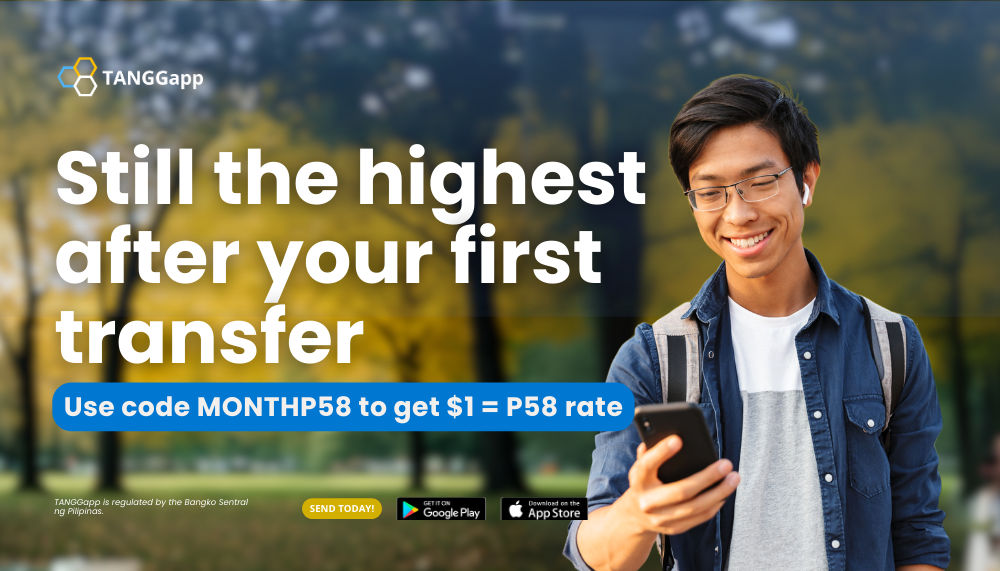 TANGGapp
Still the highest
after your first
transfer
Use code MONTHP58 to get $1 = P58 rate
TANGGapp is regulated by the Bangko Sentral
ng Pilipinas.
SEND TODAY!
GET IT ON
Google Play
Download on the
App Store